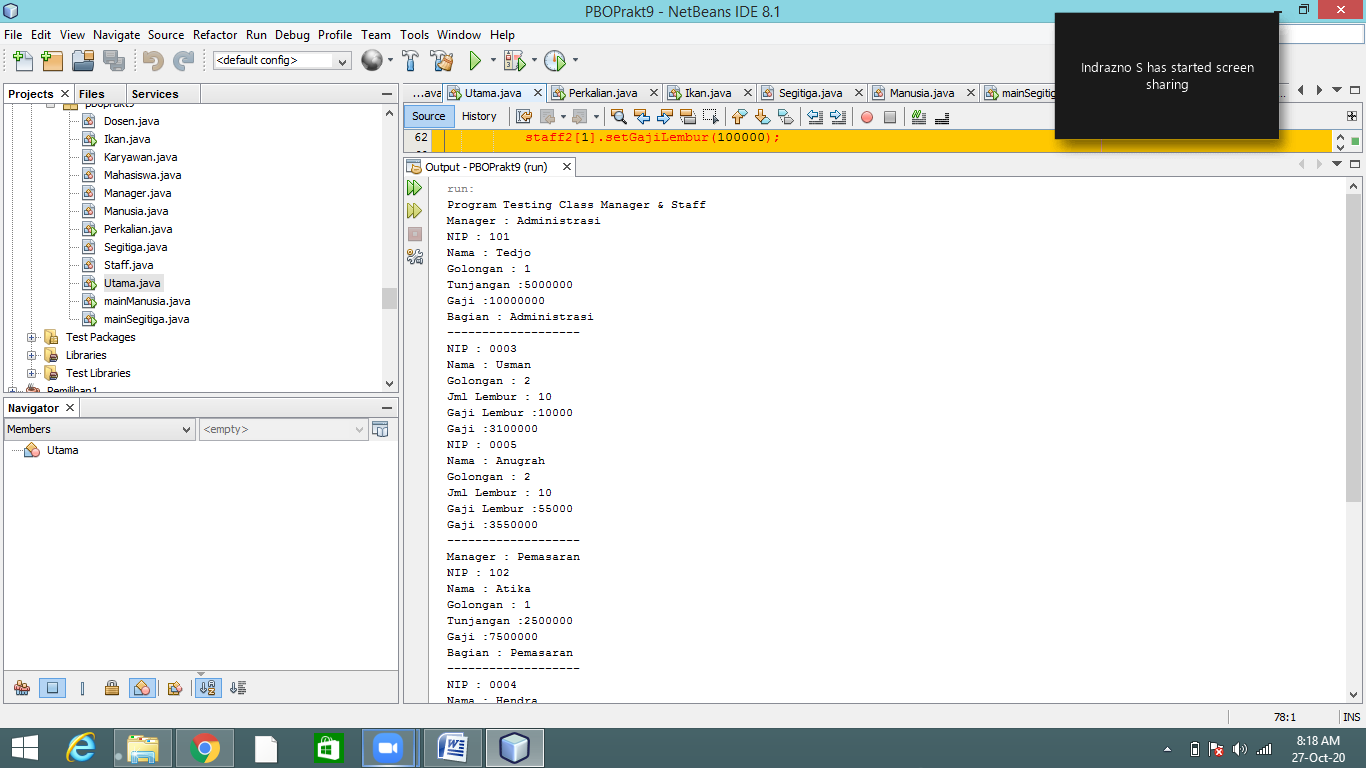 PBOPrakt9 - NetBeans IDE 8.1
File Edit View Navigate Source Refactor Run Debug Profile Team Tools Window Help
Indrazno S has started screen
sharing
<default config>
Projects Files Services
pboprakt9
Dosen.java
Ikan.java
Karyawan.java
Mahasiswa.java
Manager.java
Manusia.java
Perkalian.java
Segitiga.java
Staff.java
Utama.java
mainManusia.java
mainSegitiga.java
Test Packages
Libraries
Test Libraries
Pemilihan1
Navigator
Members <empty>
Utama
...ava Utama.java Perkalian.java Ikan.java Segitiga.java Manusia.java mainSegitig ...
Source History
62 staff2[1].setGajiLembur(100000);
Output - PBOPrakt9 (run)
run:
Program Testing Class Manager & Staff
Manager : Administrasi
NIP : 101
Nama : Tedjo
Golongan : 1
Tunjangan :5000000
Gaji :10000000
Bagian : Administrasi
-------------------
NIP : 0003
Nama : Usman
Golongan : 2
Jml Lembur : 10
Gaji Lembur :10000
Gaji :3100000
NIP : 0005
Nama : Anugrah
Golongan : 2
Jml Lembur : 10
Gaji Lembur :55000
Gaji :3550000
-------------------
Manager : Pemasaran
NIP : 102
Nama : Atika
Golongan : 1
Tunjangan :2500000
Gaji :7500000
Bagian : Pemasaran
-------------------
NIP : 0004
Nama : Hendra
78:1 INS
8:18 AM
27-Oct-20